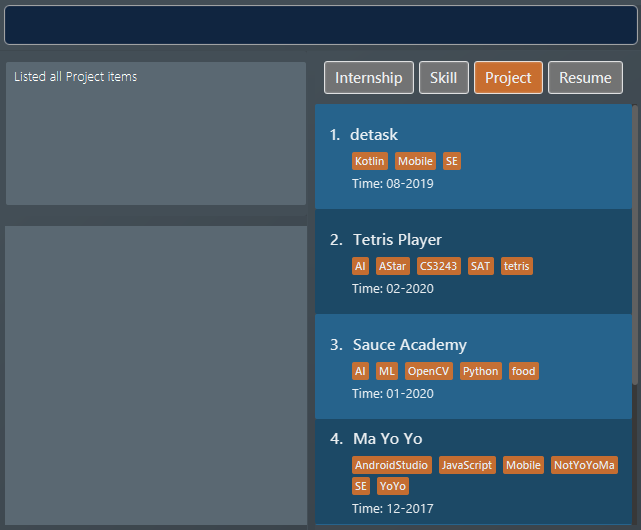 Listed all Project items
Internship Skill Project Resume
1. detask
Kotlin Mobile SE
Time: 08-2019
2. Tetris Player
AI AStar CS3243 SAT tetris
Time: 02-2020
3. Sauce Academy
AI ML OpenCV Python food
Time: 01-2020
4. Ma Yo Yo
AndroidStudio JavaScript Mobile NotYoYoMa
SE YoYo
Time: 12-2017